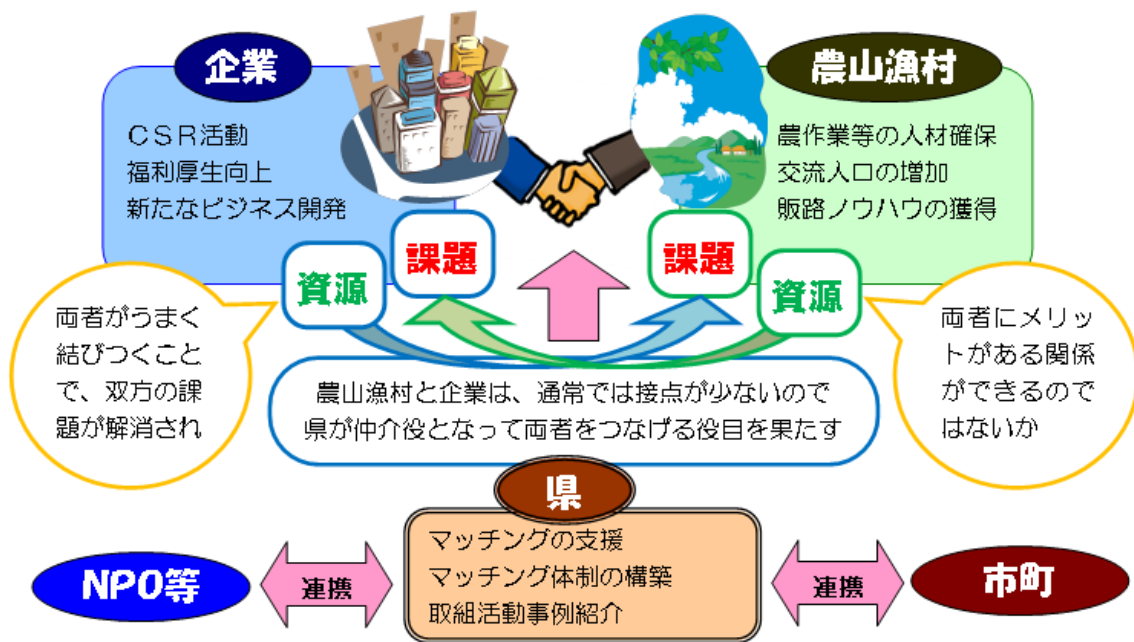 企業
CSR活動
福利厚生向上
新たなビジネス開発
農山漁村
農作業等の人材確保
交流人口の増加
販路ノウハウの獲得
課題
資源
課題
資源
両者がうまく
結びつくこと
で、双方の課
題が解消され
両者にメリッ
トがある関係
ができるので
はないか
農山漁村と企業は、通常では接点が少ないので
県が仲介役となって両者をつなげる役目を果たす
県
マッチングの支援
マッチング体制の構築
取組活動事例紹介
NPO等
連携
連携
市町